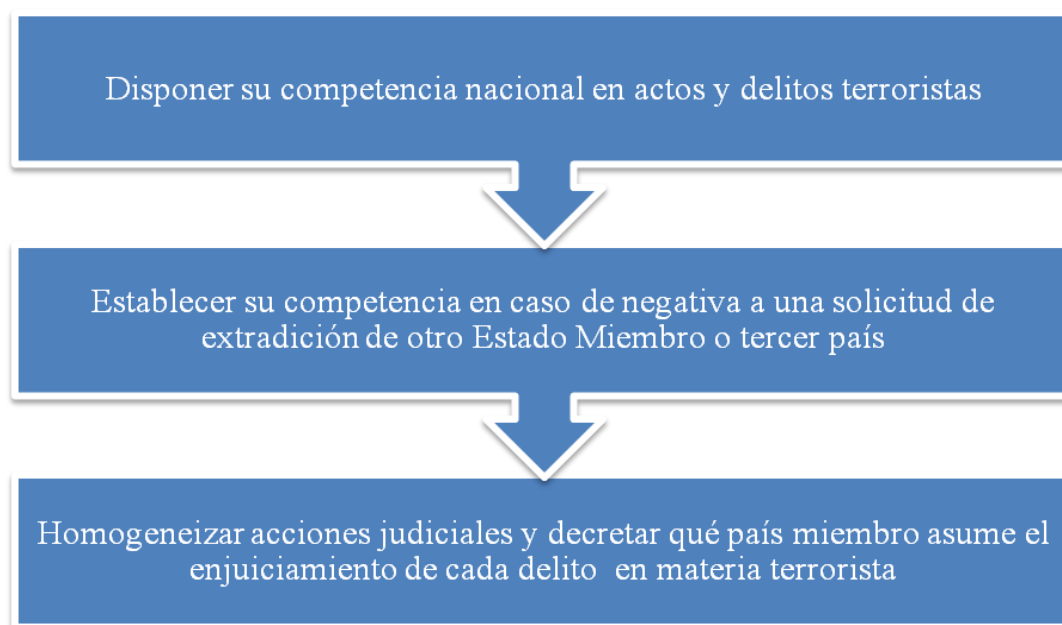 Disponer su competencia nacional en actos y delitos terroristas
Establecer su competencia en caso de negativa a una solicitud de
extradición de otro Estado Miembro o tercer país
Homogeneizar acciones judiciales y decretar qué país miembro asume el
enjuiciamiento de cada delito en materia terrorista